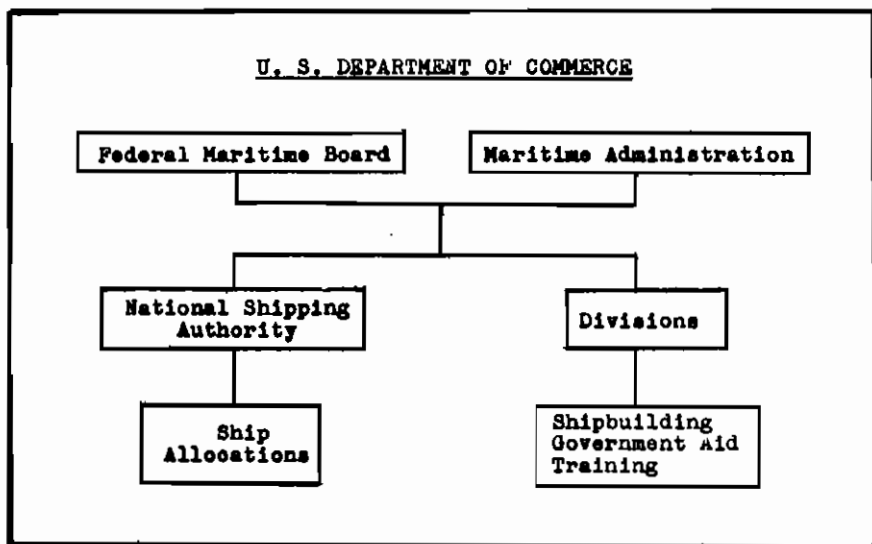 U. S. DEPARTMENT OF COMMERCE
Federal Maritime Board
Maritime Administration
National Shipping
Authority
Divisions
Ship
Allocations
Shipbuilding
Government Aid
Training